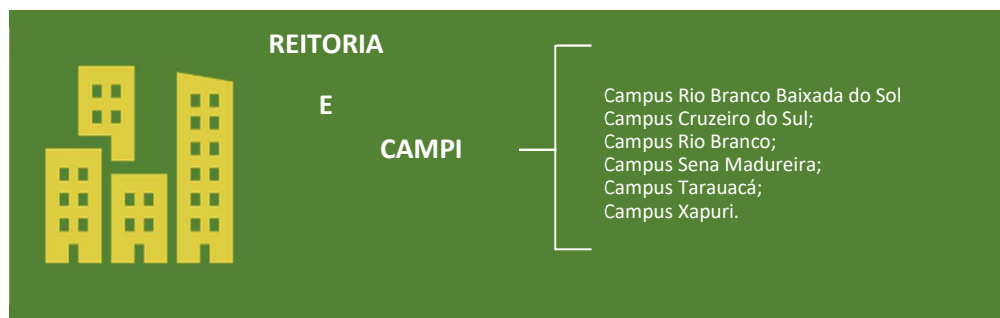 REITORIA
E
CAMPI
Campus Rio Branco Baixada do Sol
Campus Cruzeiro do Sul;
Campus Rio Branco;
Campus Sena Madureira;
Campus Tarauacá;
Campus Xapuri.